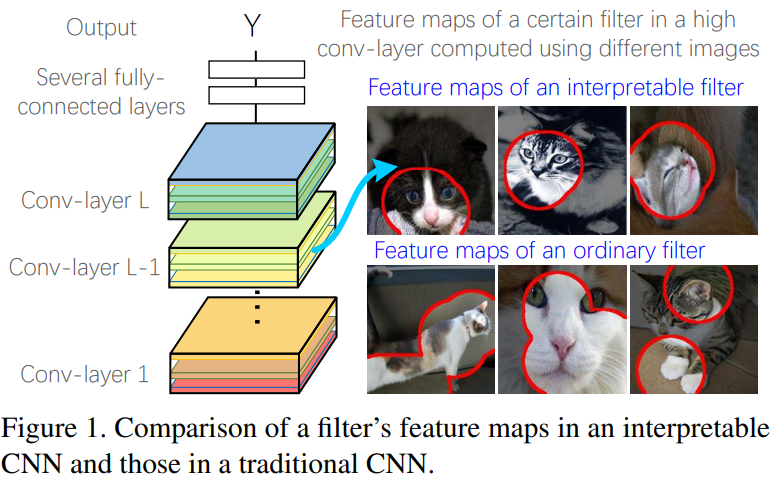 Output
Y
Several fully-
connected layers
Conv-layer L
Conv-layer L-1
Conv-layer 1
Feature maps of a certain filter in a high
conv-layer computed using different images
Feature maps of an interpretable filter
Feature maps of an ordinary filter
Figure 1. Comparison of a filter’s feature maps in an interpretable
CNN and those in a traditional CNN.